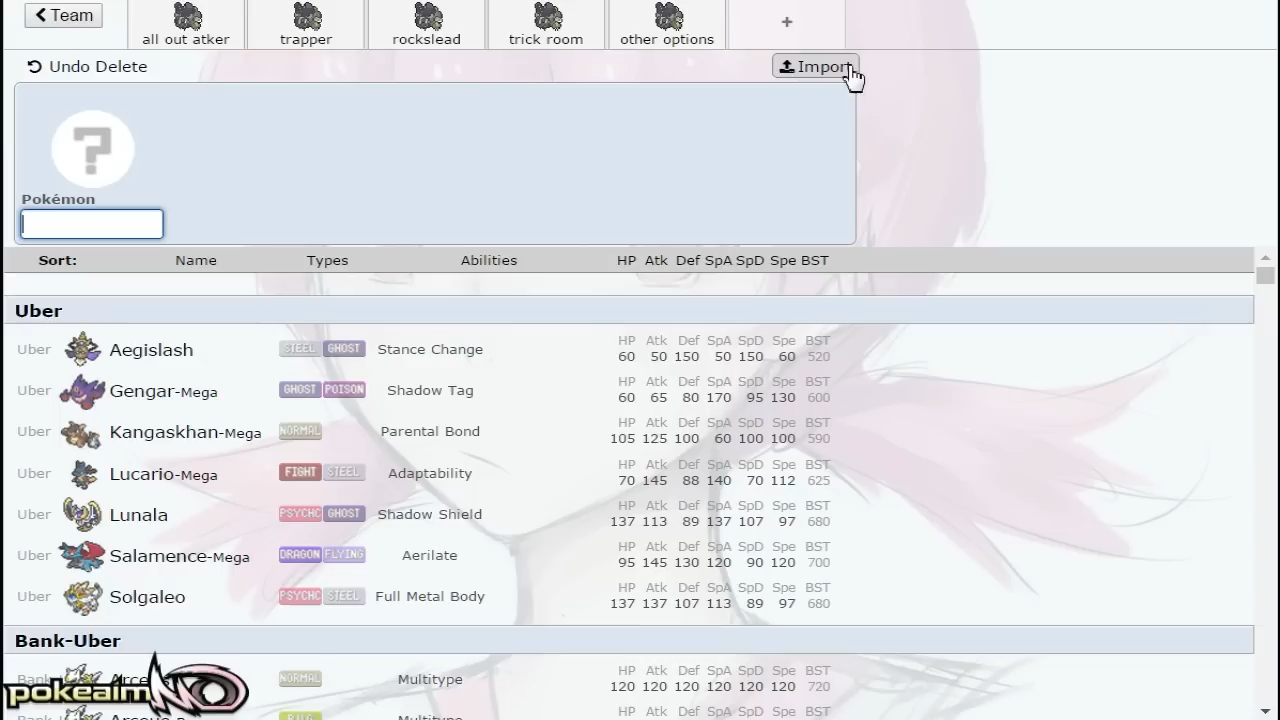 Team
all out atker
trapper
rockslead
trick room
other options
+
Undo Delete
Import
?
Pokémon
Sort: Name Types Abilities HP Atk Def SpA SpD Spe BST
Uber
Uber Aegislash STEEL GHOST Stance Change HP 60 Atk 50 Def 150 SpA 50 SpD 150 Spe 60 BST 520
Uber Gengar-Mega GHOST POISON Shadow Tag HP 60 Atk 65 Def 80 SpA 170 SpD 95 Spe 130 BST 600
Uber Kangaskhan-Mega NORMAL Parental Bond HP 105 Atk 125 Def 100 SpA 60 SpD 100 Spe 100 BST 590
Uber Lucario-Mega FIGHT STEEL Adaptability HP 70 Atk 145 Def 88 SpA 140 SpD 70 Spe 112 BST 625
Uber Lunala PSYCHC GHOST Shadow Shield HP 137 Atk 113 Def 89 SpA 137 SpD 107 Spe 97 BST 680
Uber Salamence-Mega DRAGON FLYING Aerilate HP 95 Atk 145 Def 130 SpA 120 SpD 90 Spe 120 BST 700
Uber Solgaleo PSYCHC STEEL Full Metal Body HP 137 Atk 137 Def 107 SpA 113 SpD 89 Spe 97 BST 680
Bank-Uber
NORMAL Multitype HP 120 Atk 120 Def 120 SpA 120 SpD 120 Spe 120 BST 720
HP Atk Def SpA SpD Spe BST
pokeaimMD